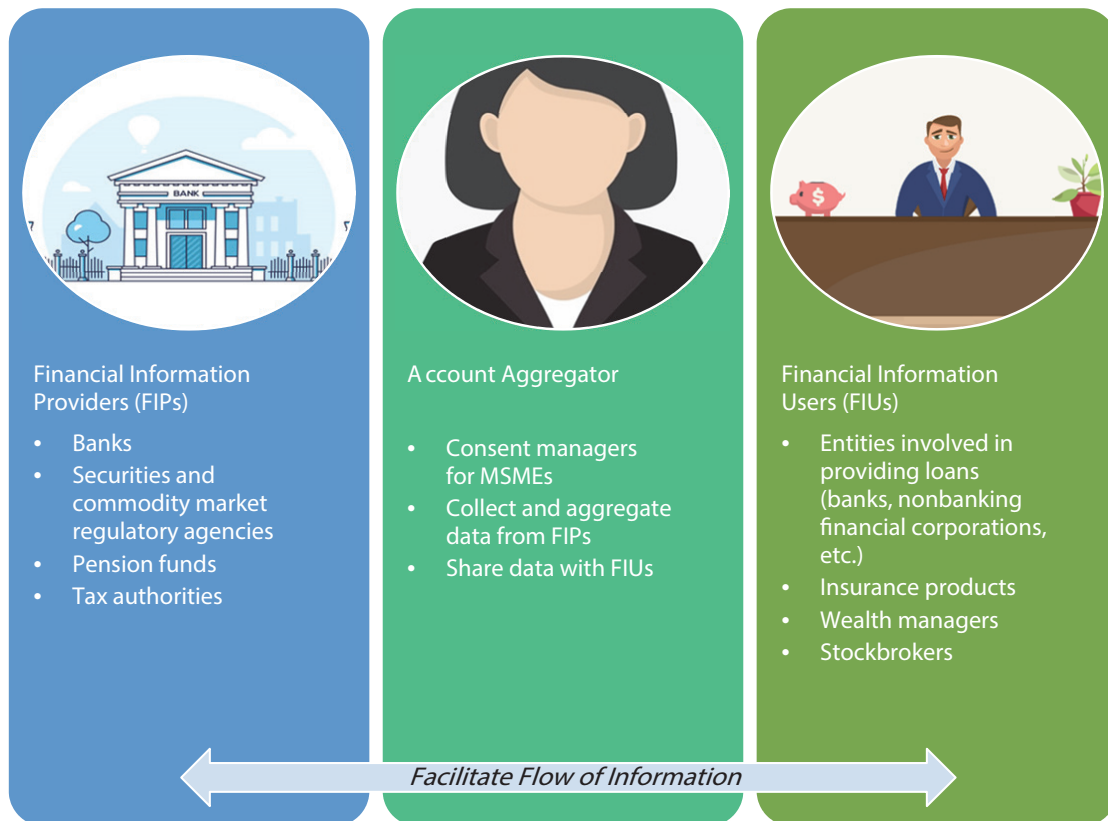 BANK
Financial Information
Providers (FIPs)
• Banks
• Securities and
commodity market
regulatory agencies
• Pension funds
• Tax authorities
A ccount Aggregator
• Consent managers
for MSMEs
• Collect and aggregate
data from FIPs
• Share data with FIUs
$
Financial Information
Users (FIUs)
• Entities involved in
providing loans
(banks, nonbanking
financial corporations,
etc.)
• Insurance products
• Wealth managers
• Stockbrokers
Facilitate Flow of Information